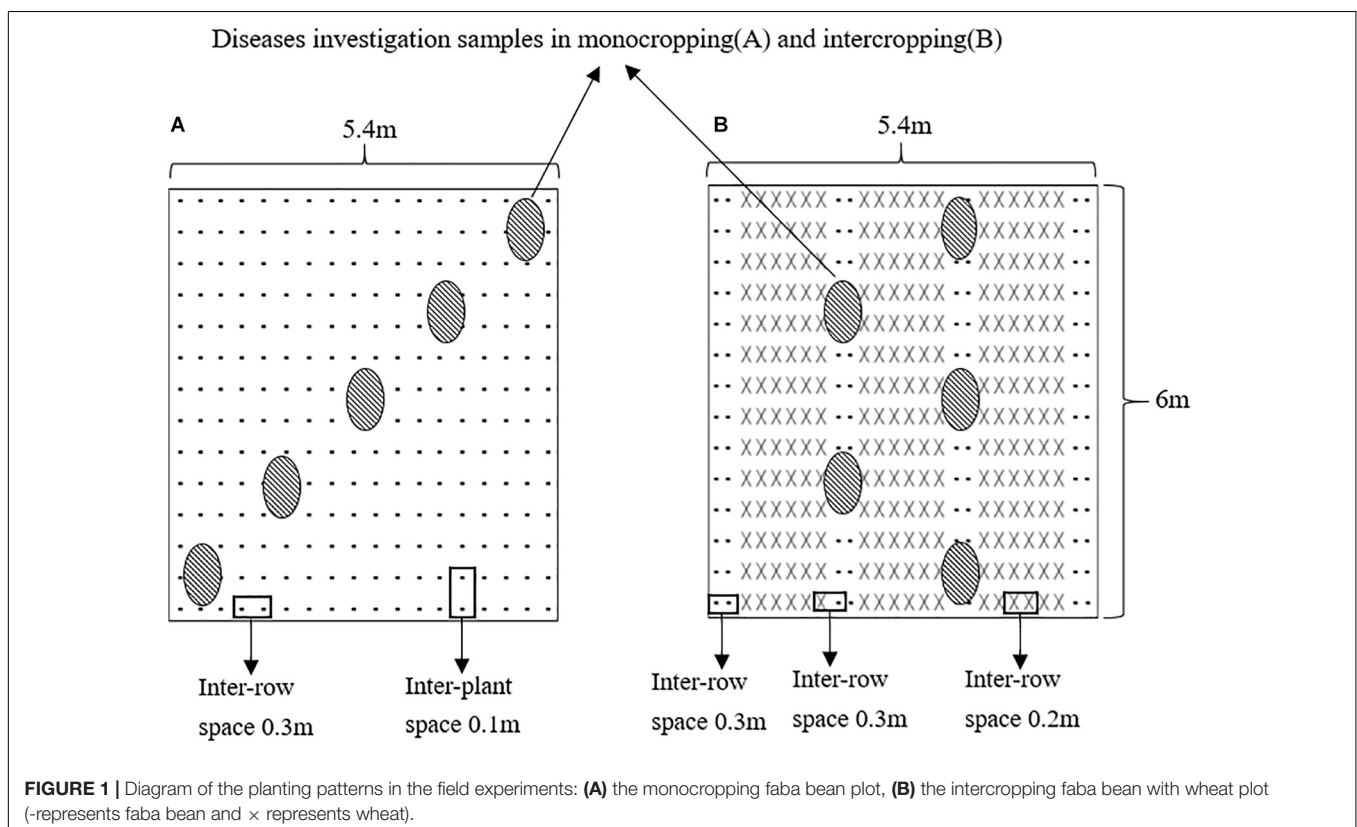 Diseases investigation samples in monocropping(A) and intercropping(B)
A
5.4m
B
5.4m
6m
Inter-row
space 0.3m
Inter-plant
space 0.1m
Inter-row
space 0.3m
Inter-row
space 0.3m
Inter-row
space 0.2m
FIGURE 1 | Diagram of the planting patterns in the field experiments: (A) the monocropping faba bean plot, (B) the intercropping faba bean with wheat plot
(-represents faba bean and × represents wheat).